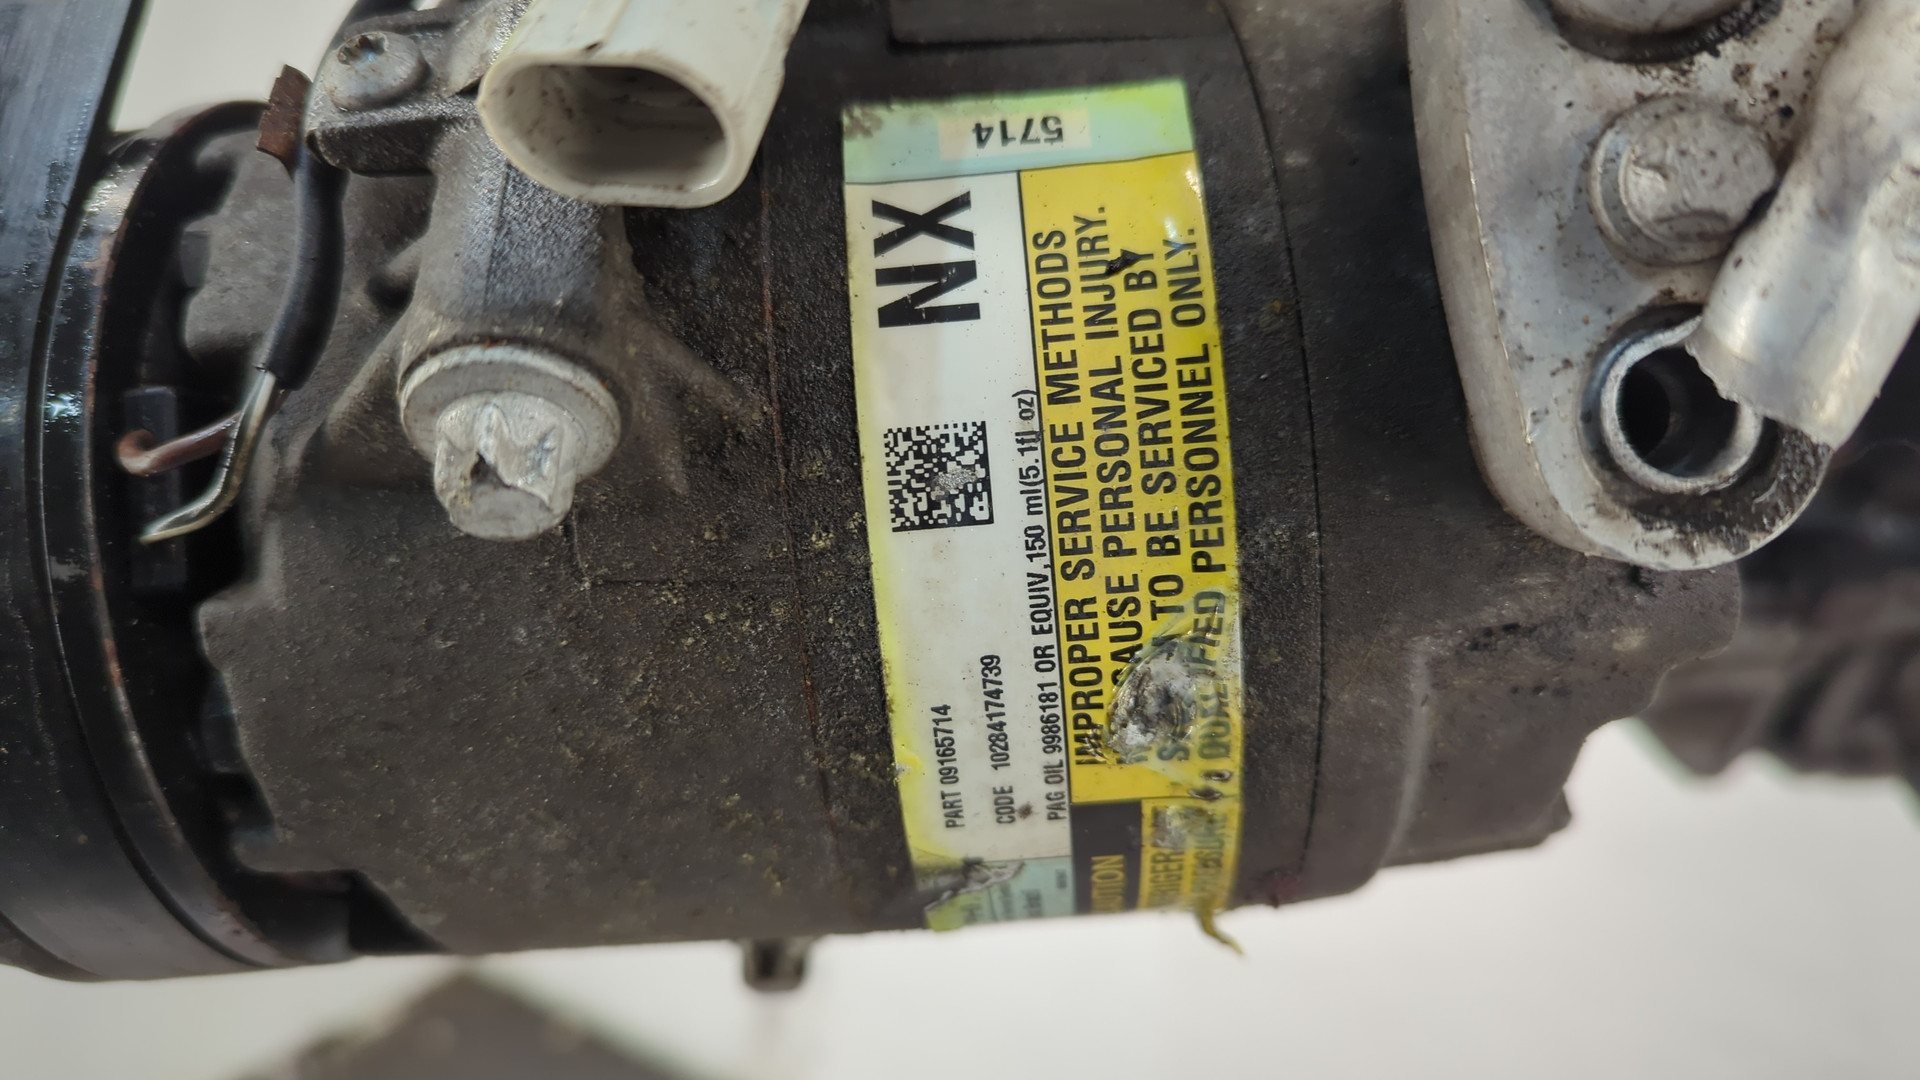 5714
NX
PART 09165714
CODE 10284174739
PAG OIL 9986181 OR EQUIV, 150 ml(5.1fl oz)
IMPROPER SERVICE METHODS
CAUSE PERSONAL INJURY.
TO BE SERVICED BY
QUALIFIED PERSONNEL ONLY.